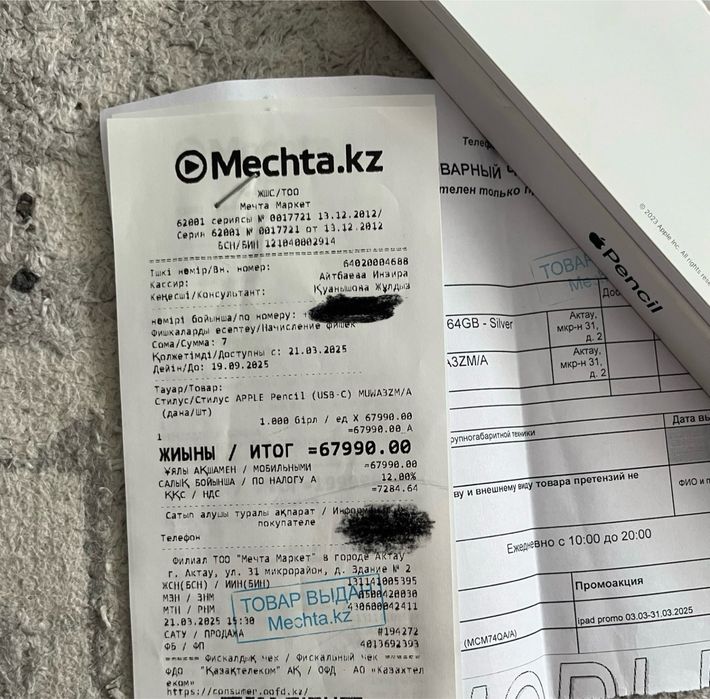 Mechta.kz
ЖШС/ТОО
Мечта Маркет
62001 сериясы № 0017721 13.12.2012/
Серия 62001 № 0017721 от 13.12.2012
БСН/БИН 121040002914
Ішкі нөмір/Вн. номер: 64020004688
Кассир: Айтбаева Инзира
Кеңесші/Консультант: Қуанышова Жұлдыз
нөмірі бойынша/по номеру:
Фишкаларды есептеу/Начисление фишек
Сома/Сумма: 7
Қолжетімді/Доступны с: 21.03.2025
Дейін/До: 19.09.2025
Тауар/Товар:
Стилус/Стилус APPLE Pencil (USB-C) MUWA3ZM/A
(дана/шт)
1.000 бірл / ед X 67990.00
=67990.00 А
1
ЖИЫНЫ / ИТОГ =67990.00
ҰЯЛЫ АҚШАМЕН / МОБИЛЬНЫМИ =67990.00
САЛЫҚ БОЙЫНША / ПО НАЛОГУ А 12.00%
ҚҚС / НДС =7284.64
Сатып алушы туралы ақпарат /
покупателе
Телефон
Филиал ТОО "Мечта Маркет" в городе Актау
г. Актау, ул. 31 микрорайон, д. Здание № 2
ЖСН(БСН) / ИИН(БИН) 131141005395
МЗН / ЗНМ
МТН / РНМ 430600042411
21.03.2025 15:30
САТУ / ПРОДАЖА #194272
ФБ / ФП 4013692393
ТОВАР ВЫДАН
Mechta.kz
===== Фискалдық чек / Фискальный чек =====
ФДО "Қазақтелеком" АҚ / ОФД - АО «Казахтел
еком»
https://consumer.oofd.kz/
© 2023 Apple Inc. All rights
Pencil
Телеф
ВАРНЫЙ Ч
телен только п
ТОВАР
Me
Дос
64GB - Silver
Актау,
мкр-н 31,
д. 2
A3ZM/A
Актау,
мкр-н 31,
д. 2
Дата вы
рупногабаритной техники
ву и внешнему виду товара претензий не
ФИО и п
Ежедневно с 10:00 до 20:00
Промоакция
ipad promo 03.03-31.03.2025
(MCM74QA/A)